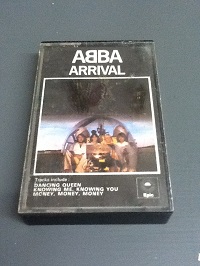 ABBA
ARRIVAL
Tracks include:
DANCING QUEEN
KNOWING ME, KNOWING YOU
MONEY, MONEY, MONEY
Epic